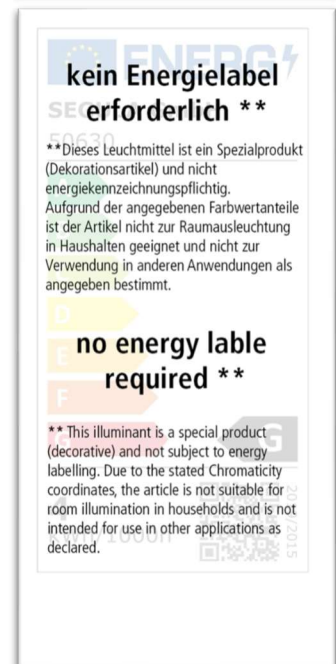 ENERG
kein Energielabel
erforderlich **
50630
**Dieses Leuchtmittel ist ein Spezialprodukt
(Dekorationsartikel) und nicht
energiekennzeichnungspflichtig.
Aufgrund der angegebenen Farbwertanteile
ist der Artikel nicht zur Raumausleuchtung
in Haushalten geeignet und nicht zur
Verwendung in anderen Anwendungen als
angegeben bestimmt.
D
E
F
G
no energy lable
required **
** This illuminant is a special product
(decorative) and not subject to energy
labelling. Due to the stated Chromaticity
coordinates, the article is not suitable for
room illumination in households and is not
intended for use in other applications as
declared.